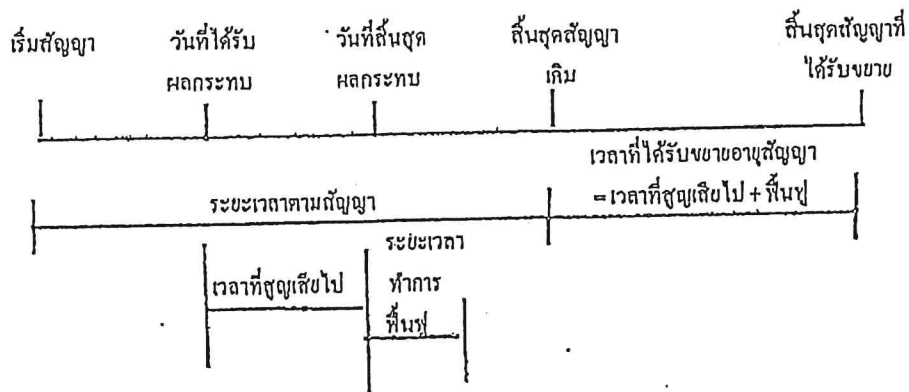 เริ่มสัญญา
วันที่ได้รับ
ผลกระทบ
วันที่สิ้นสุด
ผลกระทบ
สิ้นสุดสัญญา
เดิม
สิ้นสุดสัญญาที่
ได้รับขยาย
เวลาที่ได้รับขยายอายุสัญญา
=เวลาที่สูญเสียไป + ฟื้นฟู
ระยะเวลาตามสัญญา
ระยะเวลา
ทำการ
ฟื้นฟู
เวลาที่สูญเสียไป